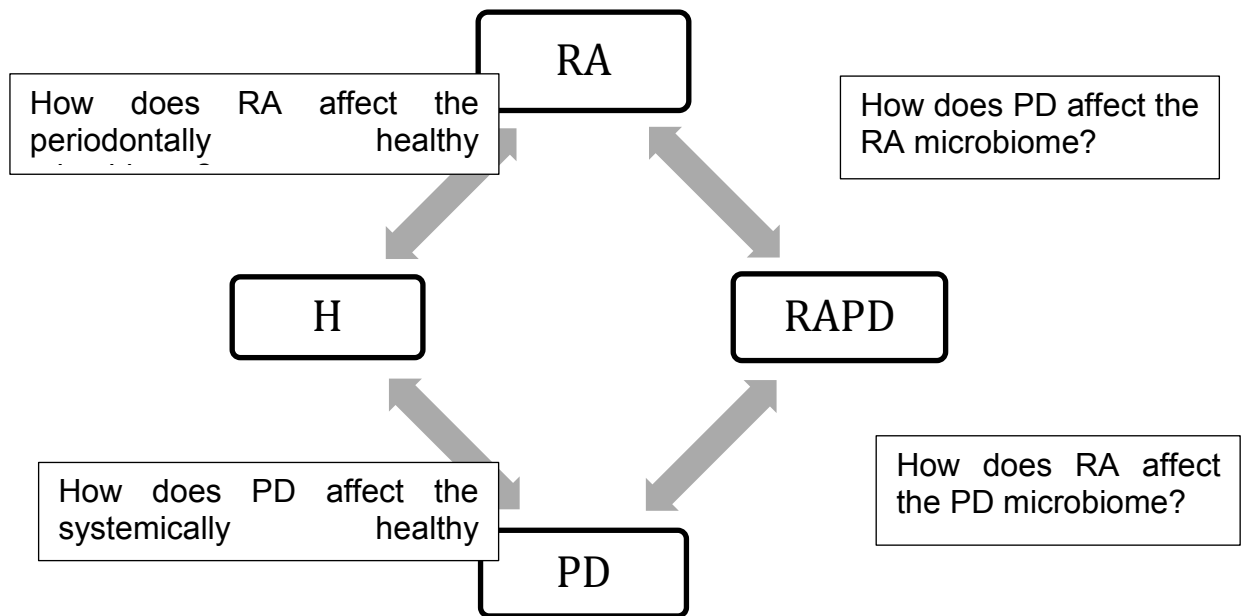 RA
How does RA affect the
periodontally healthy
How does PD affect the
RA microbiome?
H
RAPD
How does PD affect the
systemically healthy
How does RA affect
the PD microbiome?
PD